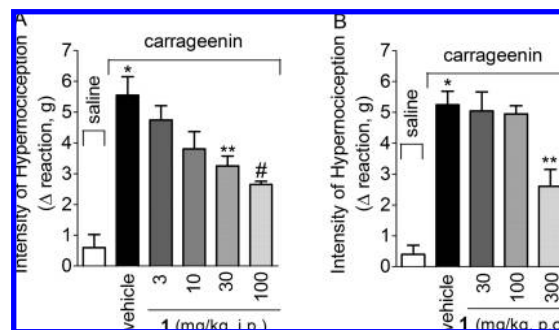 A
carrageenin
Intensity of Hypernociception
(Δ reaction, g)
7
6
5
4
3
2
1
0
saline
*
**
#
vehicle
3
10
30
100
1 (mg/kg, i.p.)
B
carrageenin
Intensity of Hypernociception
(Δ reaction, g)
7
6
5
4
3
2
1
0
saline
*
**
vehicle
30
100
300
1 (mg/kg, p.o